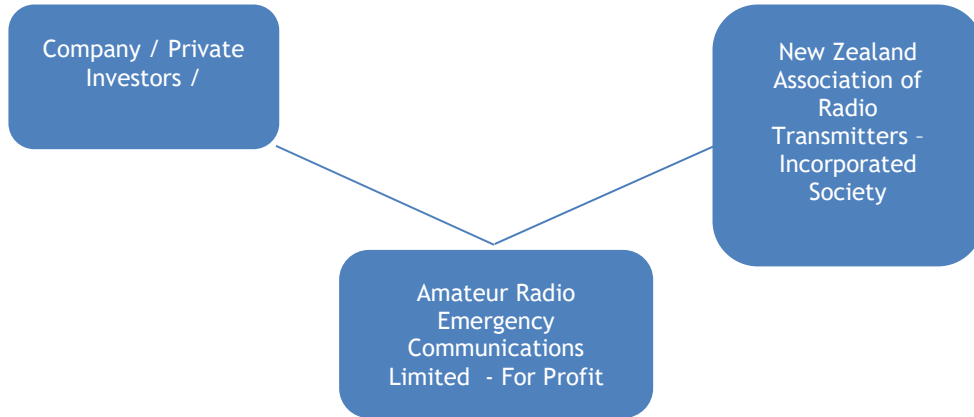 Company / Private
Investors /
New Zealand
Association of
Radio
Transmitters –
Incorporated
Society
Amateur Radio
Emergency
Communications
Limited  - For Profit